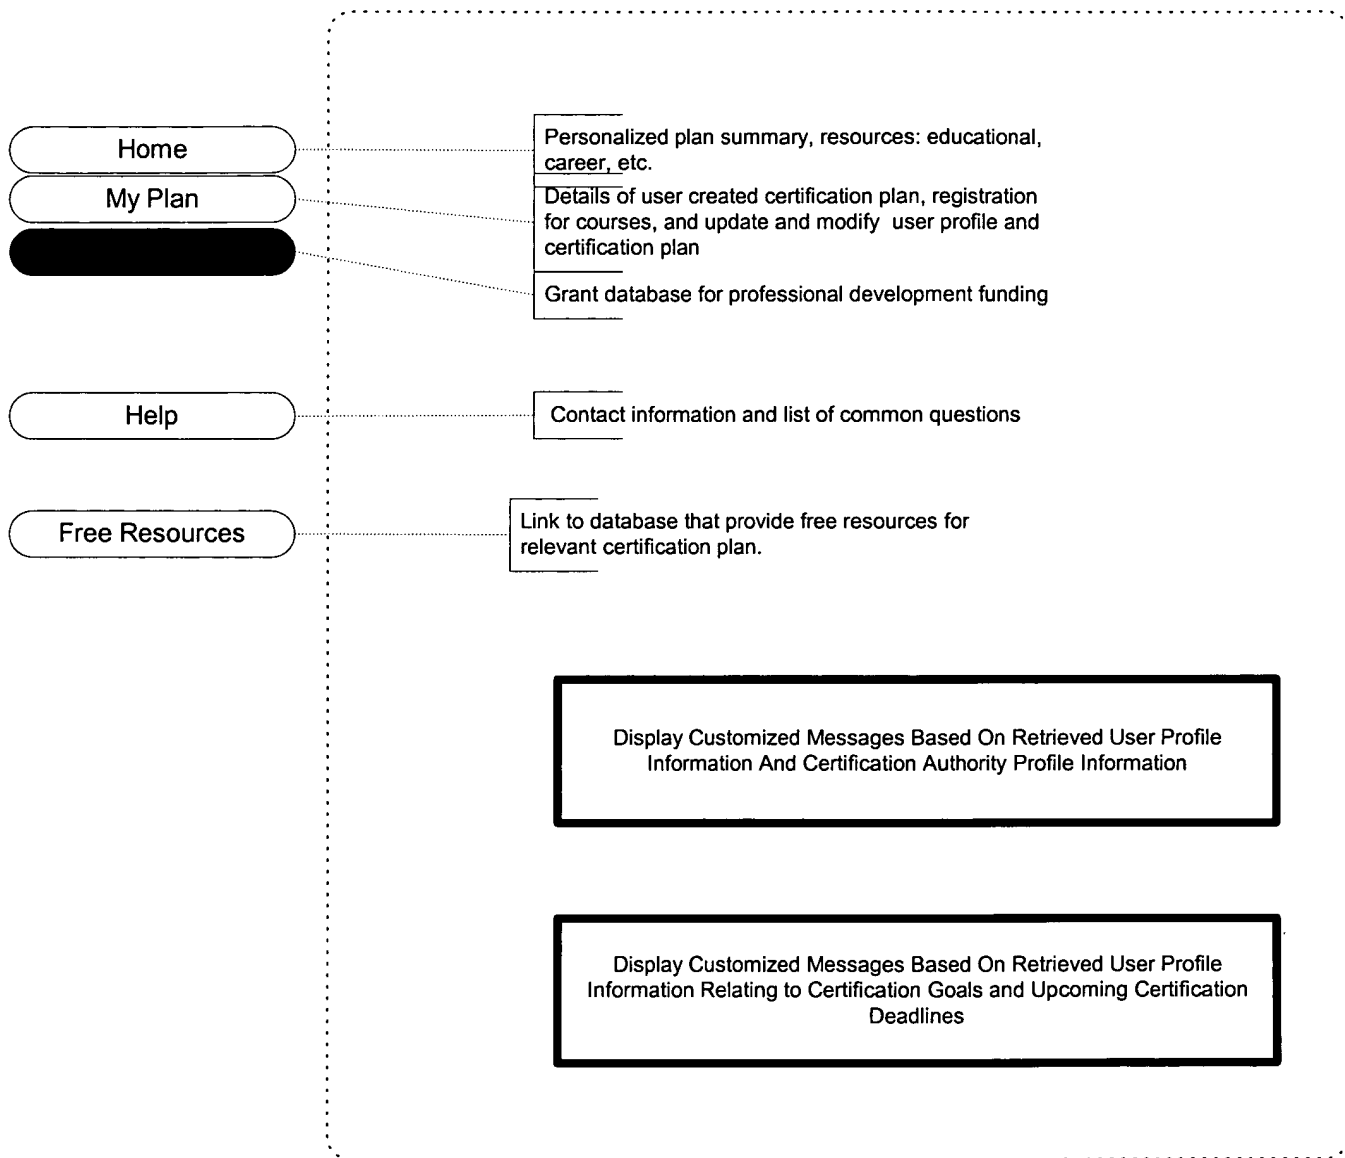 Home
Personalized plan summary, resources: educational,
career, etc.
My Plan
Details of user created certification plan, registration
for courses, and update and modify user profile and
certification plan
Grant database for professional development funding
Help
Contact information and list of common questions
Free Resources
Link to database that provide free resources for
relevant certification plan.
Display Customized Messages Based On Retrieved User Profile
Information And Certification Authority Profile Information
Display Customized Messages Based On Retrieved User Profile
Information Relating to Certification Goals and Upcoming Certification
Deadlines